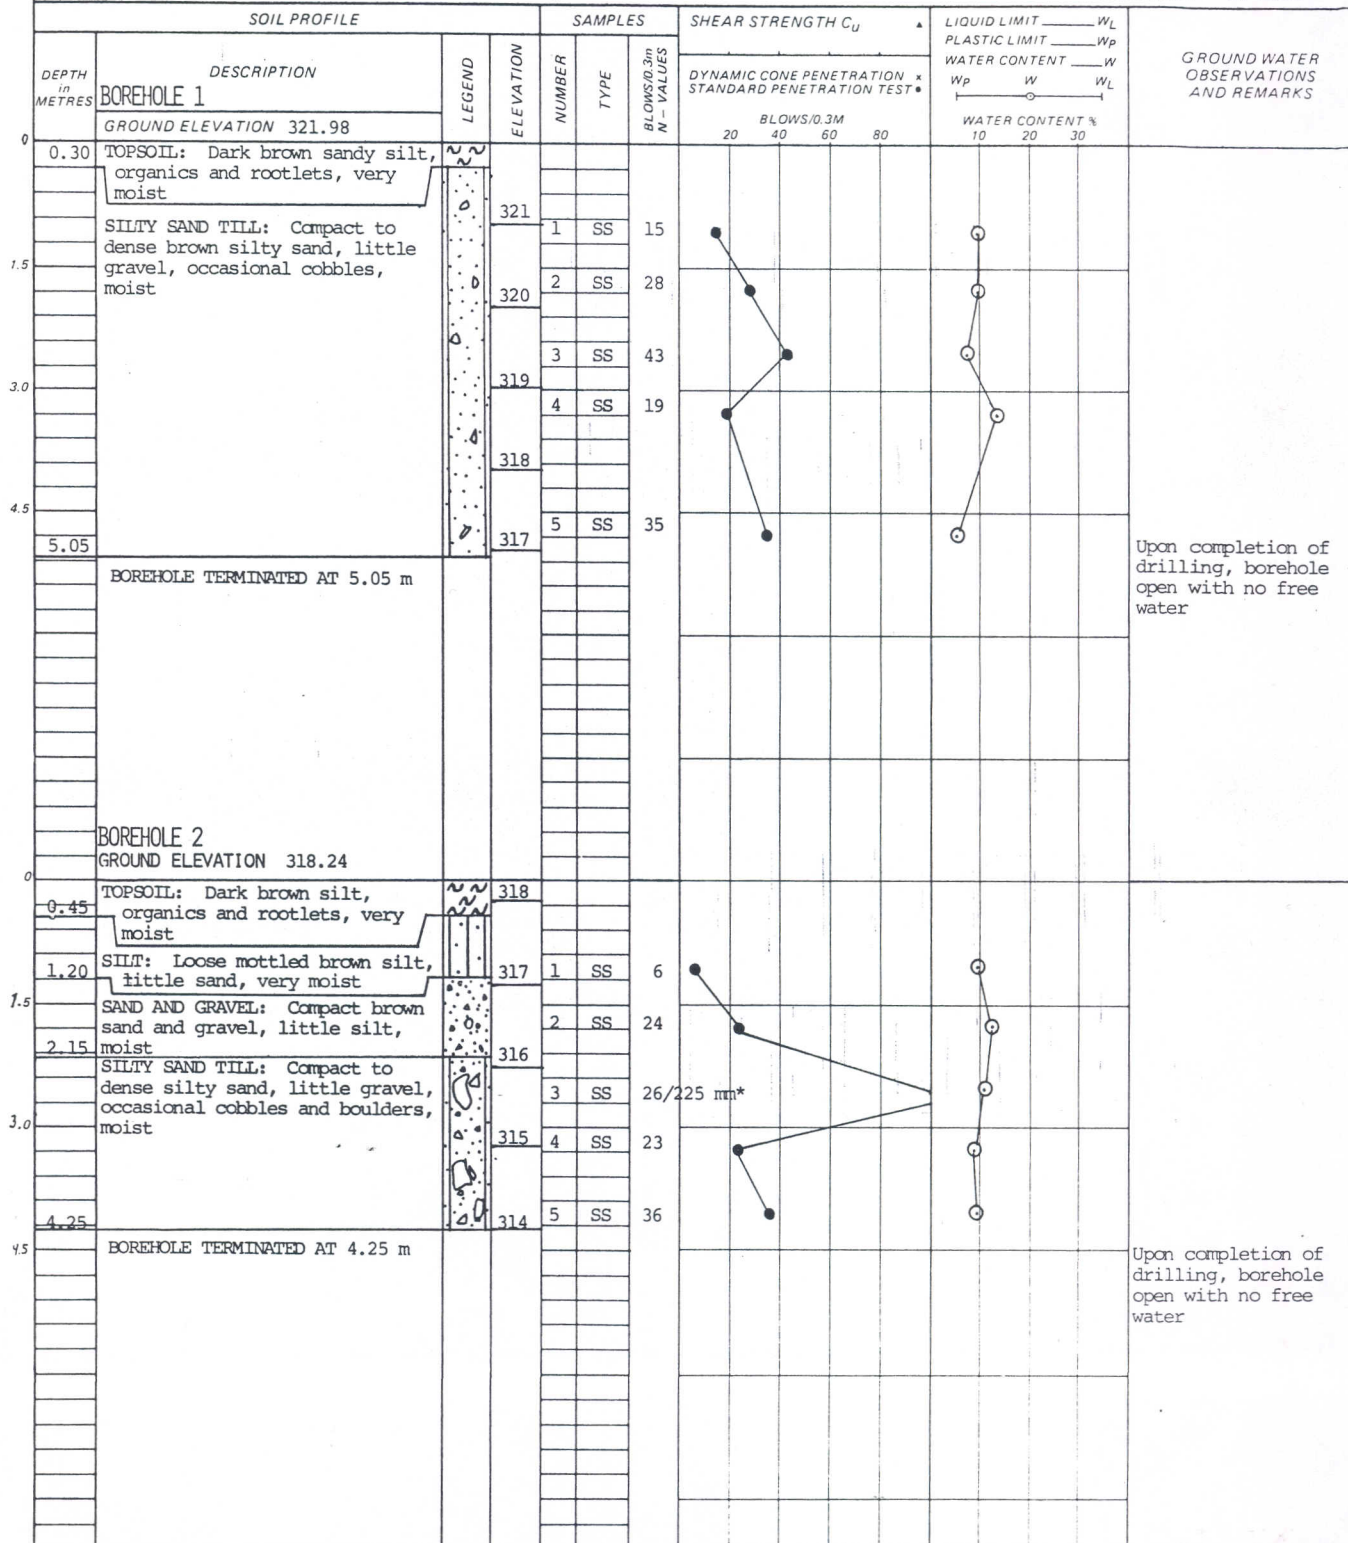 SOIL PROFILE
SAMPLES
SHEAR STRENGTH Cu ▲
LIQUID LIMIT WL
PLASTIC LIMIT WP
WATER CONTENT W
WP W WL
DEPTH in METRES
DESCRIPTION
LEGEND
ELEVATION
NUMBER
TYPE
BLOWS/0.3m
N - VALUES
DYNAMIC CONE PENETRATION x
STANDARD PENETRATION TEST ●
GROUND WATER
OBSERVATIONS
AND REMARKS
BOREHOLE 1
GROUND ELEVATION 321.98
BLOWS/0.3M
20 40 60 80
WATER CONTENT %
10 20 30
0
0.30
TOPSOIL: Dark brown sandy silt,
organics and rootlets, very
moist
321
SILTY SAND TILL: Compact to
dense brown silty sand, little
gravel, occasional cobbles,
moist
1 SS 15
1.5
2 SS 28
320
3 SS 43
3.0
319
4 SS 19
318
4.5
5 SS 35
317
5.05
BOREHOLE TERMINATED AT 5.05 m
Upon completion of
drilling, borehole
open with no free
water
BOREHOLE 2
GROUND ELEVATION 318.24
0
TOPSOIL: Dark brown silt,
organics and rootlets, very
moist
318
0.45
SILT: Loose mottled brown silt,
little sand, very moist
1.20
317
1 SS 6
1.5
SAND AND GRAVEL: Compact brown
sand and gravel, little silt,
moist
2 SS 24
2.15
316
SILTY SAND TILL: Compact to
dense silty sand, little gravel,
occasional cobbles and boulders,
moist
3 SS 26/225 mm*
3.0
315
4 SS 23
4.25
314
5 SS 36
4.5
BOREHOLE TERMINATED AT 4.25 m
Upon completion of
drilling, borehole
open with no free
water